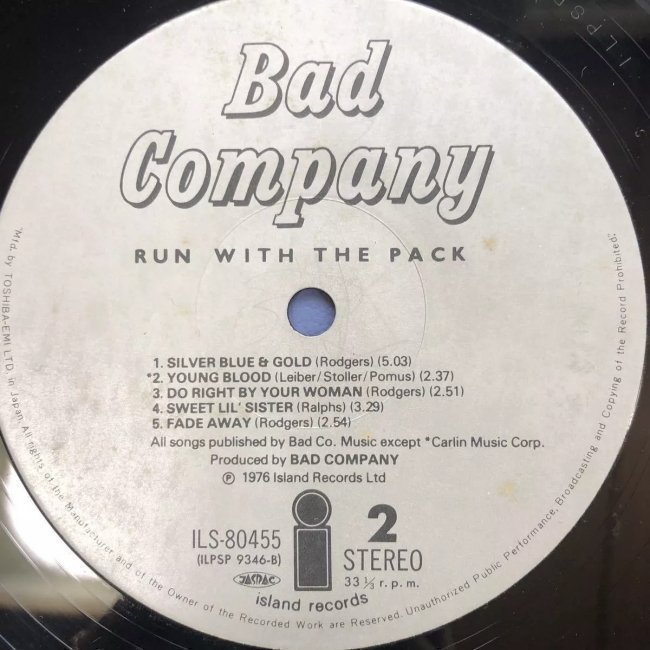 Bad
Company
RUN WITH THE PACK
1. SILVER BLUE & GOLD (Rodgers) (5.03)
*2. YOUNG BLOOD (Leiber/Stoller/Pomus) (2.37)
3. DO RIGHT BY YOUR WOMAN (Rodgers) (2.51)
4. SWEET LIL' SISTER (Ralphs) (3.29)
5. FADE AWAY (Rodgers) (2.54)
All songs published by Bad Co. Music except *Carlin Music Corp.
Produced by BAD COMPANY
Ⓟ 1976 Island Records Ltd
ILS-80455
(ILPSP 9346-B)
JASRAC
i
2
STEREO
33 ⅓ r.p.m.
island records
"Mfd. by TOSHIBA-EMI LTD. in Japan. All rights of the Manufacturer and of the Owner of the Recorded Work are Reserved. Unauthorized Public Performance, Broadcasting and Copying of the Record Prohibited."